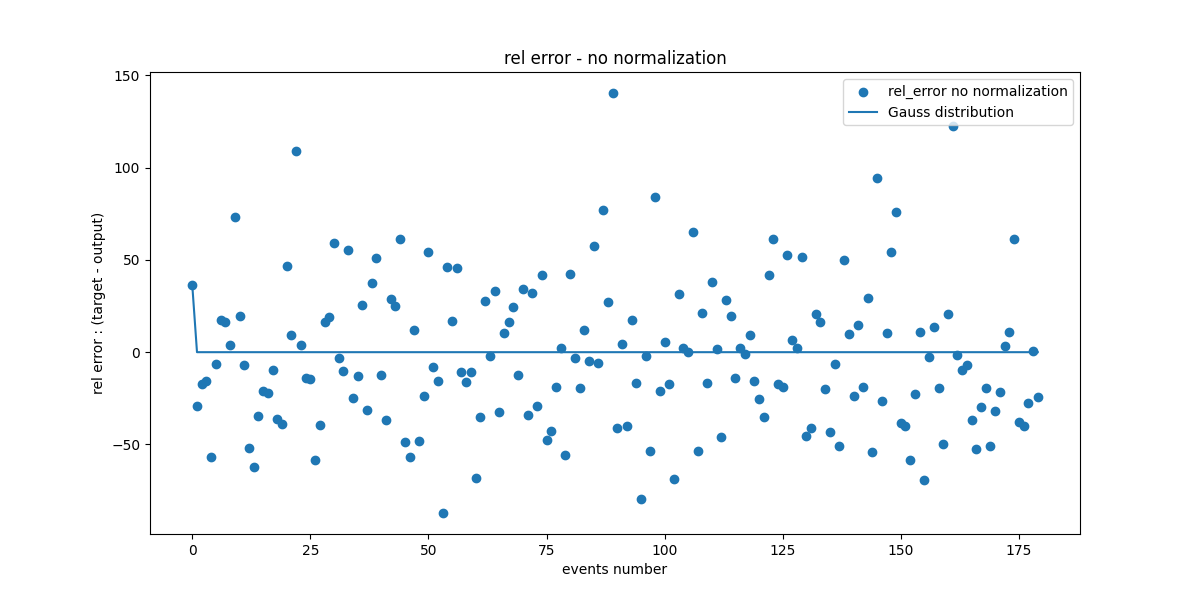 rel error - no normalization
rel_error no normalization
Gauss distribution
rel error : (target - output)
150
100
50
0
−50
0 25 50 75 100 125 150 175
events number